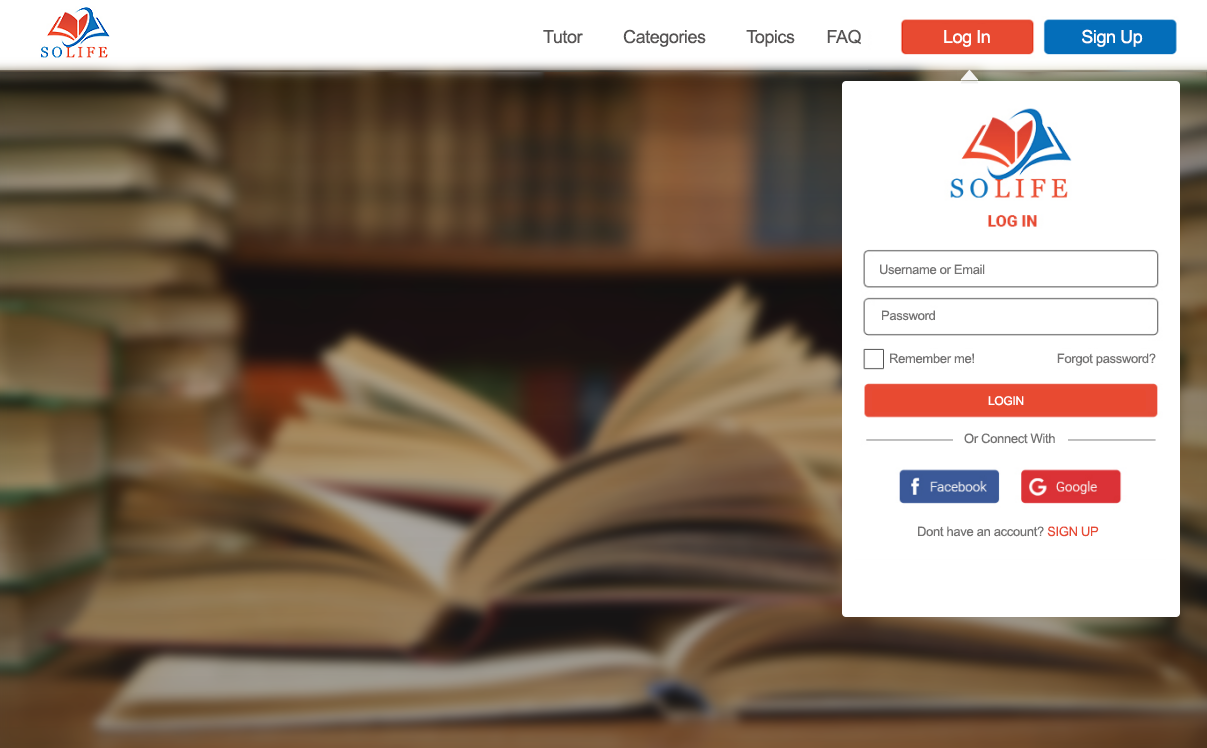 SOLIFE
Tutor Categories Topics FAQ Log In Sign Up
SOLIFE
LOG IN
Username or Email
Password
Remember me! Forgot password?
LOGIN
Or Connect With
f Facebook G Google
Dont have an account? SIGN UP